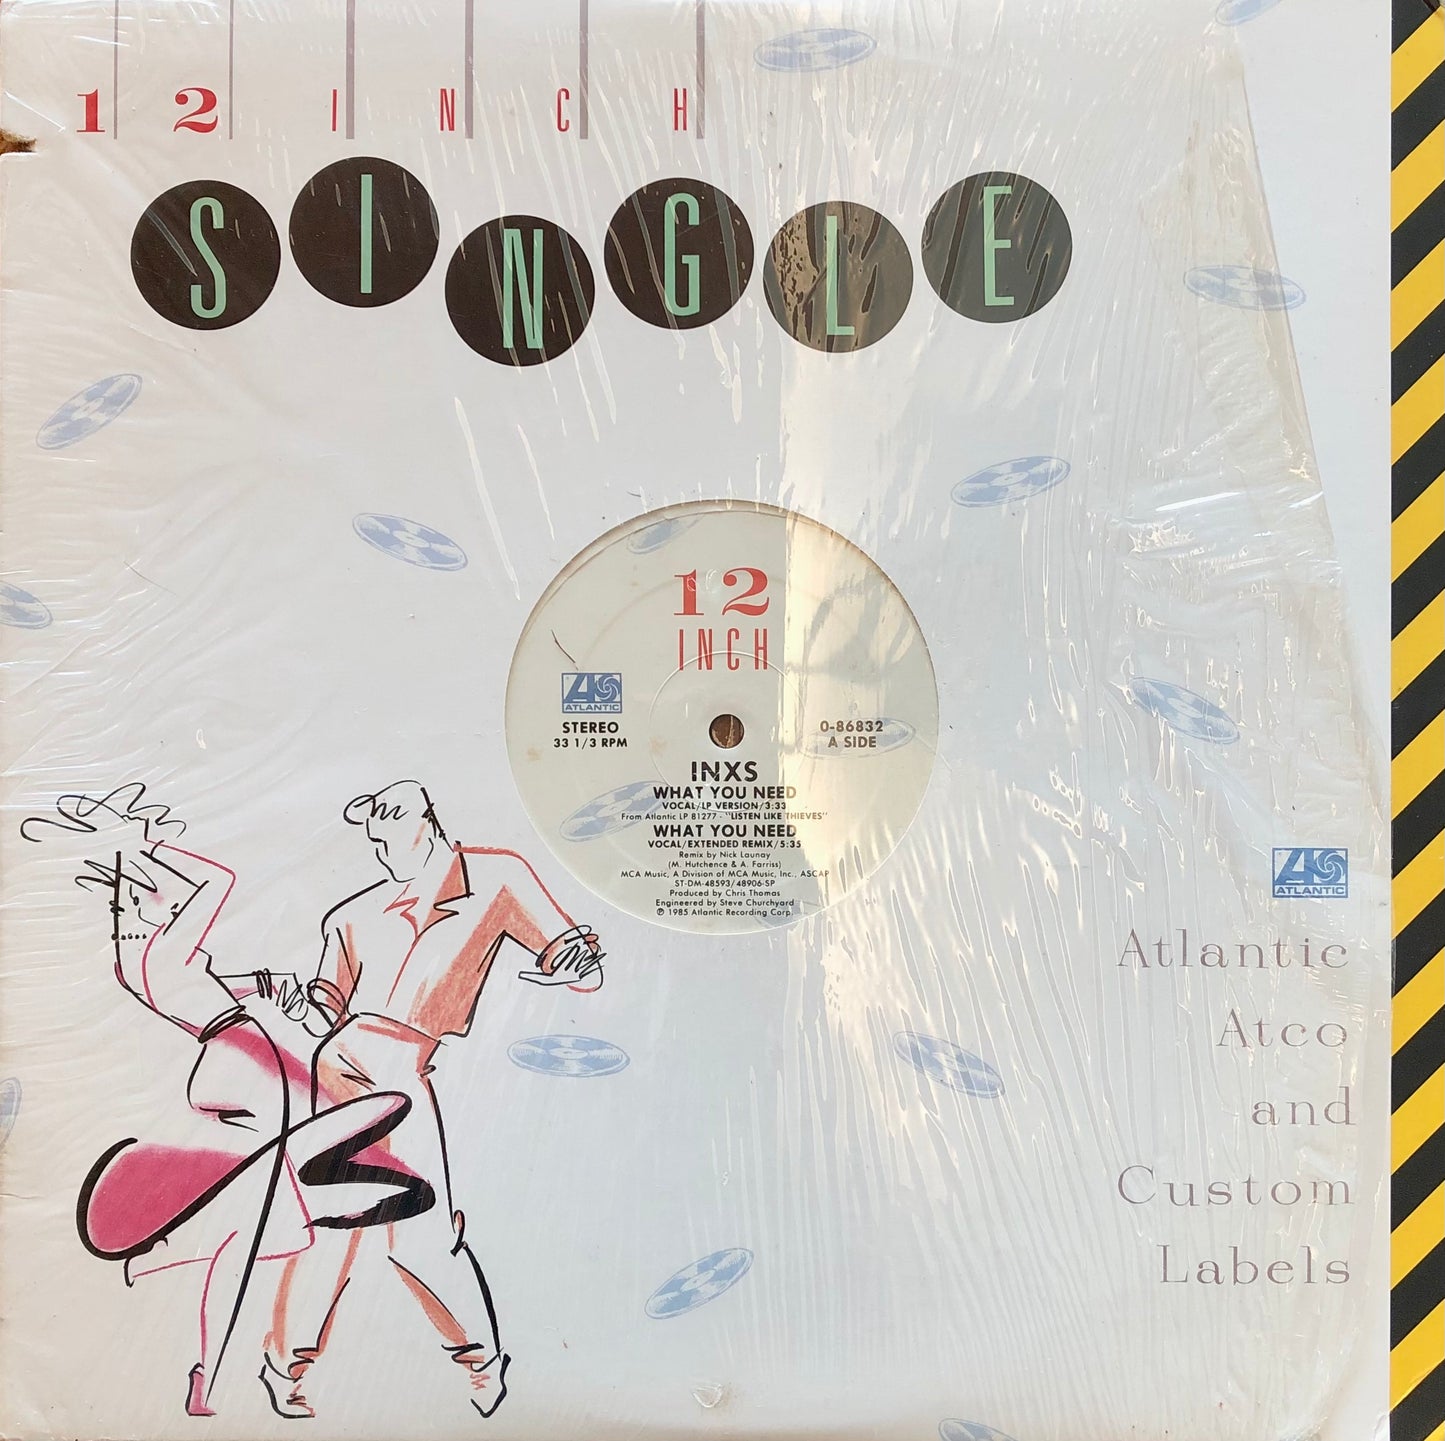 12 INCH
SINGLE
12
INCH
ATLANTIC
STEREO
33 1/3 RPM
0-86832
A SIDE
INXS
WHAT YOU NEED
VOCAL/LP VERSION/3:33
From Atlantic LP 81277 - "LISTEN LIKE THIEVES"
WHAT YOU NEED
VOCAL/EXTENDED REMIX/5:35
Remix by Nick Launay
(M. Hutchence & A. Farriss)
MCA Music, A Division of MCA Music, Inc., ASCAP
ST-DM-48593/48906-SP
Produced by Chris Thomas
Engineered by Steve Churchyard
℗ 1985 Atlantic Recording Corp.
ATLANTIC
Atlantic
Atco
and
Custom
Labels